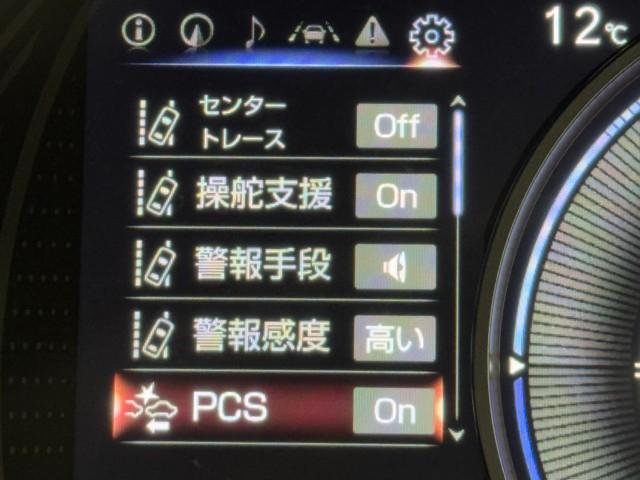 12℃
センター
トレース
Off
操舵支援 On
警報手段
警報感度 高い
PCS On